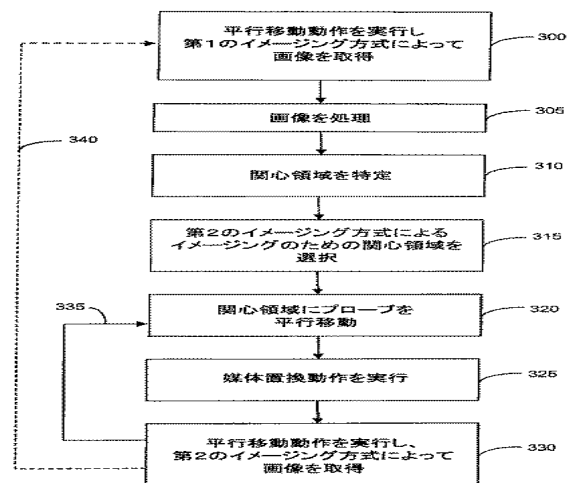 平行移動動作を実行し
第1のイメージング方式によって
画像を取得
300
画像を処理
305
340
関心領域を特定
310
第2のイメージング方式による
イメージングのための関心領域を
選択
315
335
関心領域にプローブを
平行移動
320
媒体置換動作を実行
325
平行移動動作を実行し、
第2のイメージング方式によって
画像を取得
330